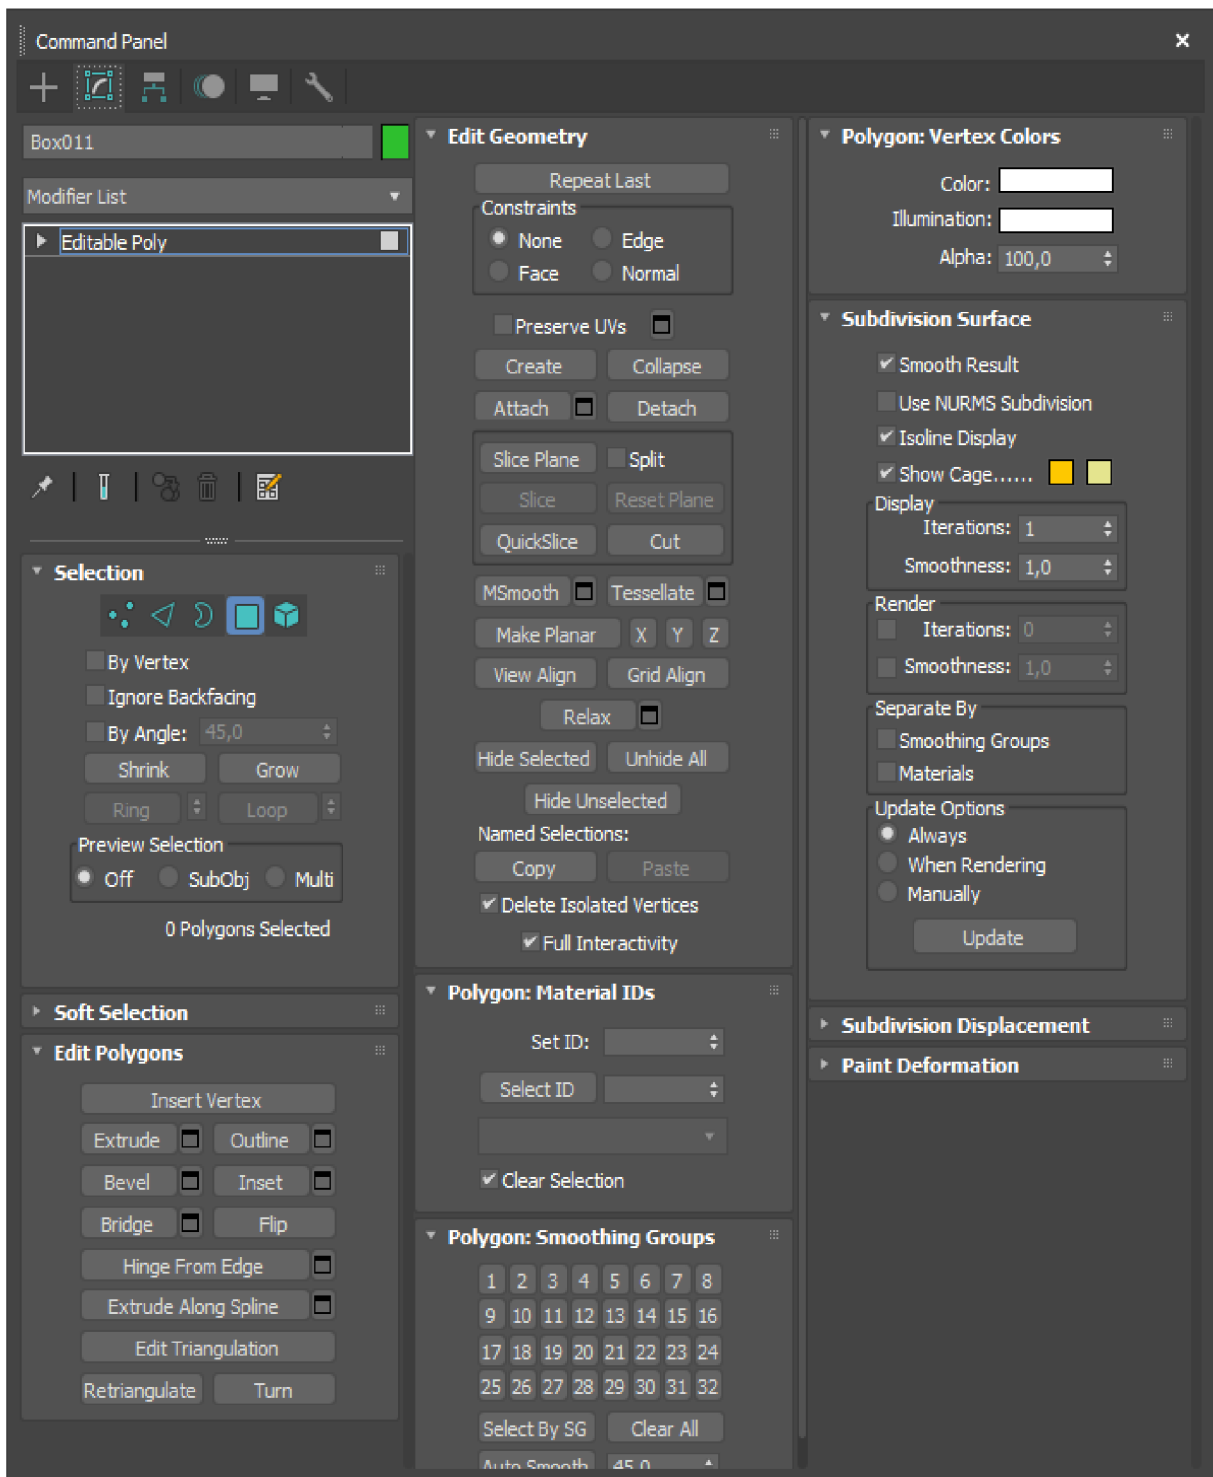 Command Panel
Box011
Modifier List
Editable Poly
Selection
By Vertex
Ignore Backfacing
By Angle: 45,0
Shrink Grow
Ring Loop
Preview Selection
Off SubObj Multi
0 Polygons Selected
Soft Selection
Edit Polygons
Insert Vertex
Extrude Outline
Bevel Inset
Bridge Flip
Hinge From Edge
Extrude Along Spline
Edit Triangulation
Retriangulate Turn
Edit Geometry
Repeat Last
Constraints
None Edge
Face Normal
Preserve UVs
Create Collapse
Attach Detach
Slice Plane Split
Slice Reset Plane
QuickSlice Cut
MSmooth Tessellate
Make Planar X Y Z
View Align Grid Align
Relax
Hide Selected Unhide All
Hide Unselected
Named Selections:
Copy Paste
Delete Isolated Vertices
Full Interactivity
Polygon: Material IDs
Set ID:
Select ID
Clear Selection
Polygon: Smoothing Groups
1 2 3 4 5 6 7 8
9 10 11 12 13 14 15 16
17 18 19 20 21 22 23 24
25 26 27 28 29 30 31 32
Select By SG Clear All
Auto Smooth 45,0
Polygon: Vertex Colors
Color:
Illumination:
Alpha: 100,0
Subdivision Surface
Smooth Result
Use NURMS Subdivision
Isoline Display
Show Cage......
Display
Iterations: 1
Smoothness: 1,0
Render
Iterations: 0
Smoothness: 1,0
Separate By
Smoothing Groups
Materials
Update Options
Always
When Rendering
Manually
Update
Subdivision Displacement
Paint Deformation